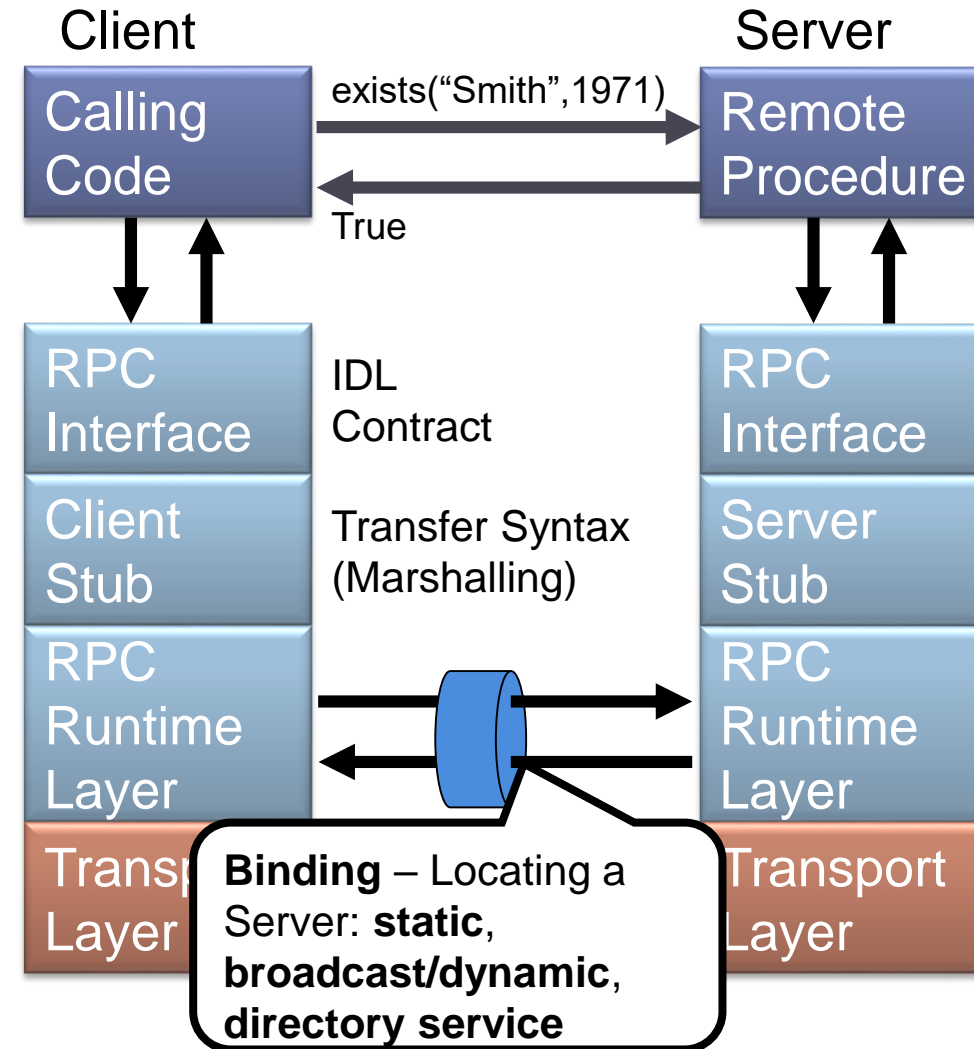 Client
Server
Calling
Code
exists(“Smith”,1971)
True
Remote
Procedure
RPC
Interface
IDL
Contract
RPC
Interface
Client
Stub
Transfer Syntax
(Marshalling)
Server
Stub
RPC
Runtime
Layer
RPC
Runtime
Layer
Transp
Layer
Binding – Locating a
Server: static,
broadcast/dynamic,
directory service
Transport
Layer